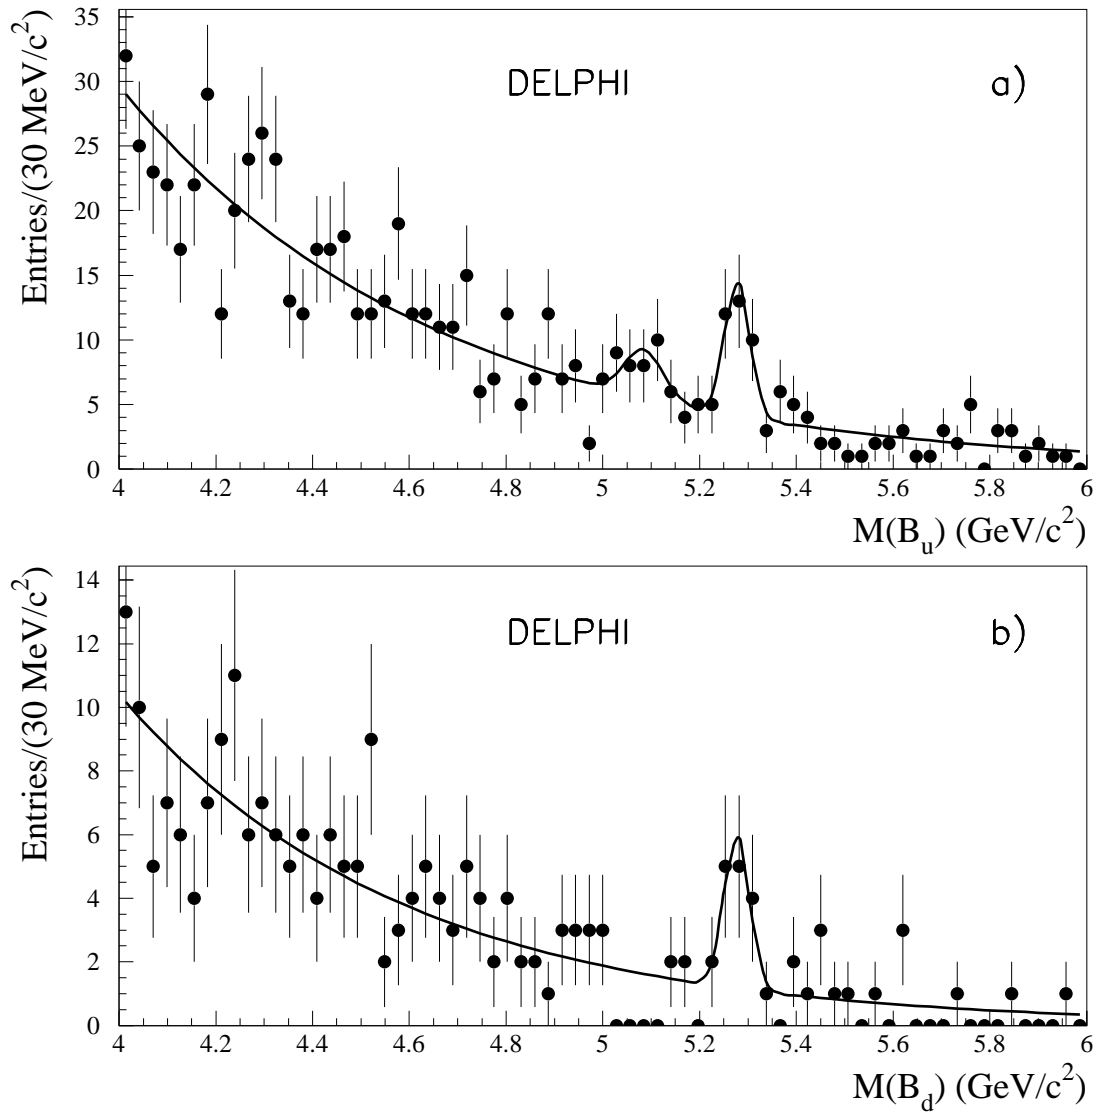 Entries/(30 MeV/c²)
35
30
25
20
15
10
5
0
DELPHI
a)
4 4.2 4.4 4.6 4.8 5 5.2 5.4 5.6 5.8 6
M(B_u) (GeV/c²)
Entries/(30 MeV/c²)
14
12
10
8
6
4
2
0
DELPHI
b)
4 4.2 4.4 4.6 4.8 5 5.2 5.4 5.6 5.8 6
M(B_d) (GeV/c²)